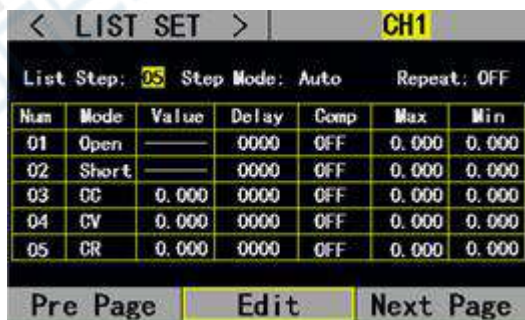 < LIST SET > CH1
List Step: 05 Step Mode: Auto Repeat: OFF
Num Mode Value Delay Comp Max Min
01 Open —— 0000 OFF 0.000 0.000
02 Short —— 0000 OFF 0.000 0.000
03 CC 0.000 0000 OFF 0.000 0.000
04 CV 0.000 0000 OFF 0.000 0.000
05 CR 0.000 0000 OFF 0.000 0.000
Pre Page Edit Next Page